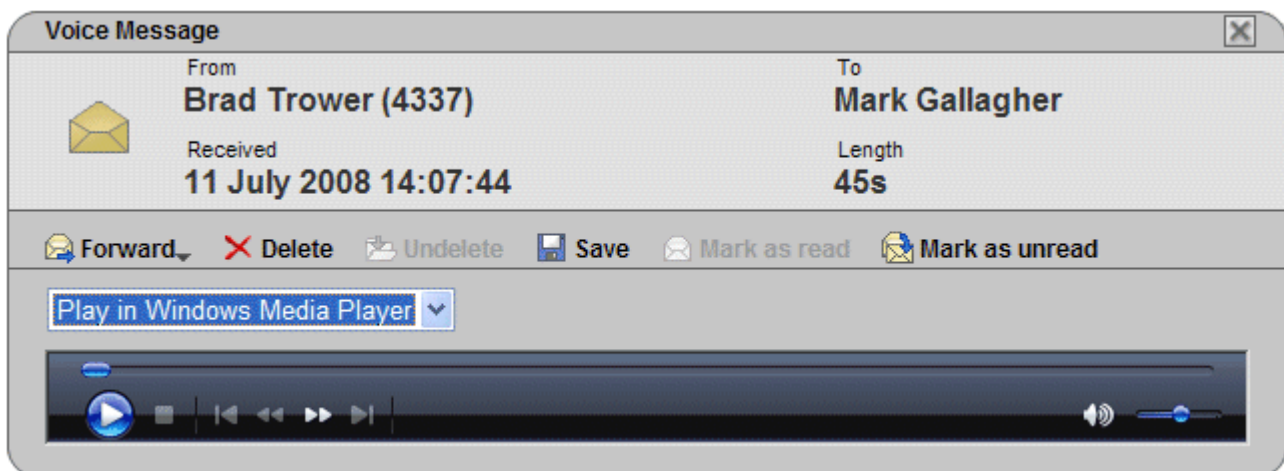 Voice Message
From To
Brad Trower (4337) Mark Gallagher
Received Length
11 July 2008 14:07:44 45s
Forward Delete Undelete Save Mark as read Mark as unread
Play in Windows Media Player